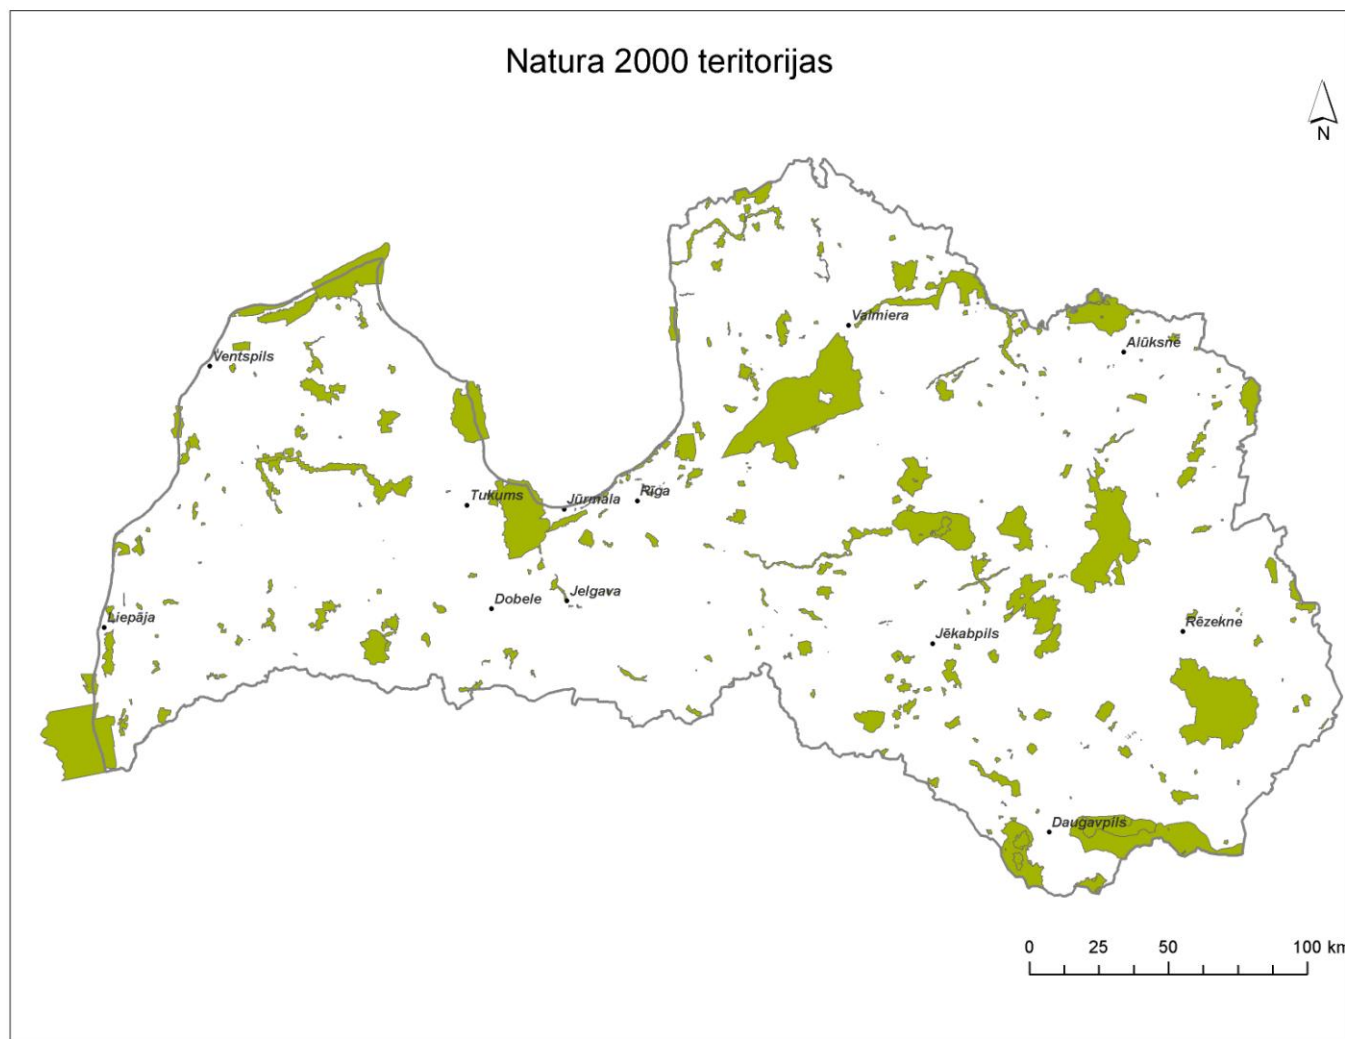 Natura 2000 teritorijas
N
Valmiera
Alūksne
Ventspils
Tukums
Jūrmala
Rīga
Dobele
Jelgava
Liepāja
Jēkabpils
Rēzekne
Daugavpils
0 25 50 100 km